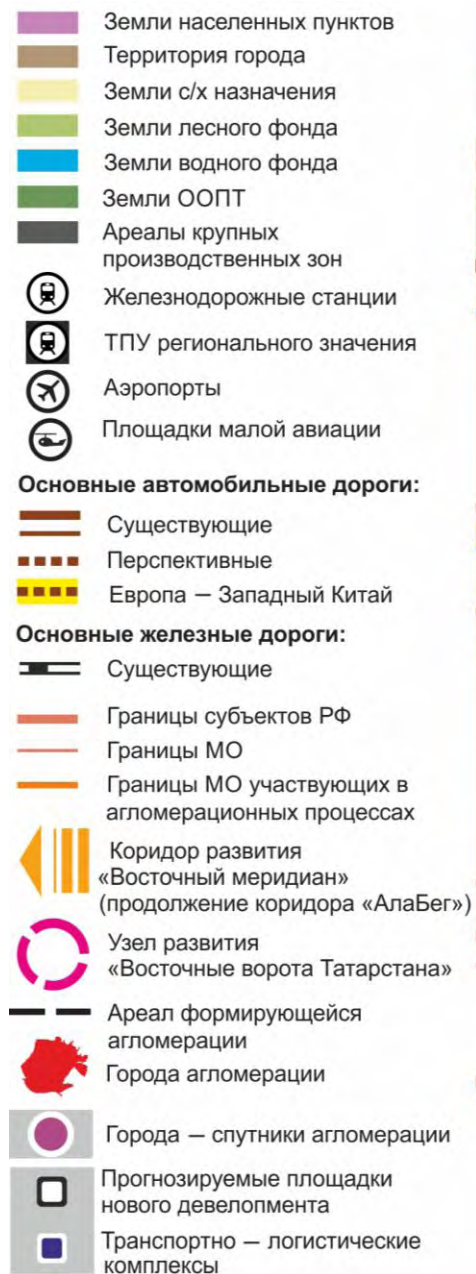 Земли населенных пунктов
Территория города
Земли с/х назначения
Земли лесного фонда
Земли водного фонда
Земли ООПТ
Ареалы крупных
производственных зон
Железнодорожные станции
ТПУ регионального значения
Аэропорты
Площадки малой авиации
Основные автомобильные дороги:
Существующие
Перспективные
Европа – Западный Китай
Основные железные дороги:
Существующие
Границы субъектов РФ
Границы МО
Границы МО участвующих в
агломерационных процессах
Коридор развития
«Восточный меридиан»
(продолжение коридора «АлаБег»)
Узел развития
«Восточные ворота Татарстана»
Ареал формирующейся
агломерации
Города агломерации
Города – спутники агломерации
Прогнозируемые площадки
нового девелопмента
Транспортно – логистические
комплексы